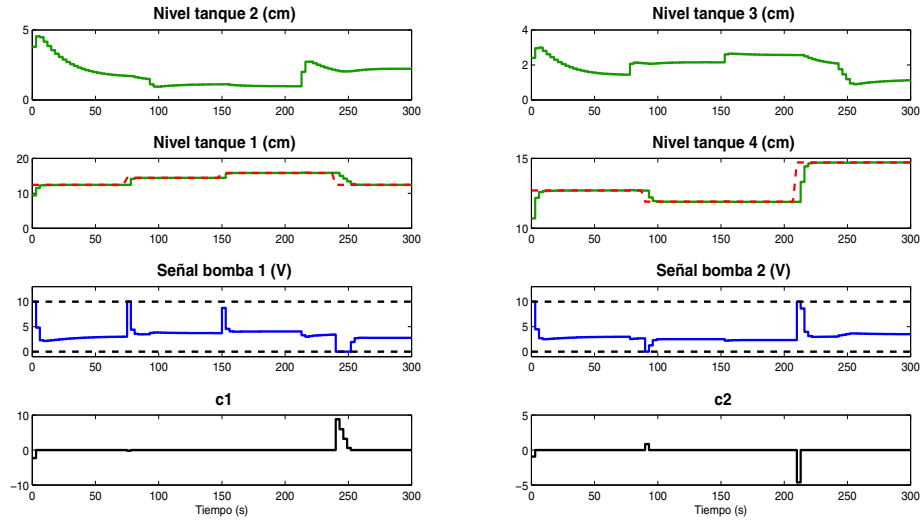 Nivel tanque 2 (cm)
5
0
0 50 100 150 200 250 300
Nivel tanque 3 (cm)
4
2
0
0 50 100 150 200 250 300
Nivel tanque 1 (cm)
20
10
0
0 50 100 150 200 250 300
Nivel tanque 4 (cm)
15
10
0 50 100 150 200 250 300
Señal bomba 1 (V)
10
5
0
0 50 100 150 200 250 300
Señal bomba 2 (V)
10
5
0
0 50 100 150 200 250 300
c1
10
0
−10
0 50 100 150 200 250 300
Tiempo (s)
c2
5
0
−5
0 50 100 150 200 250 300
Tiempo (s)